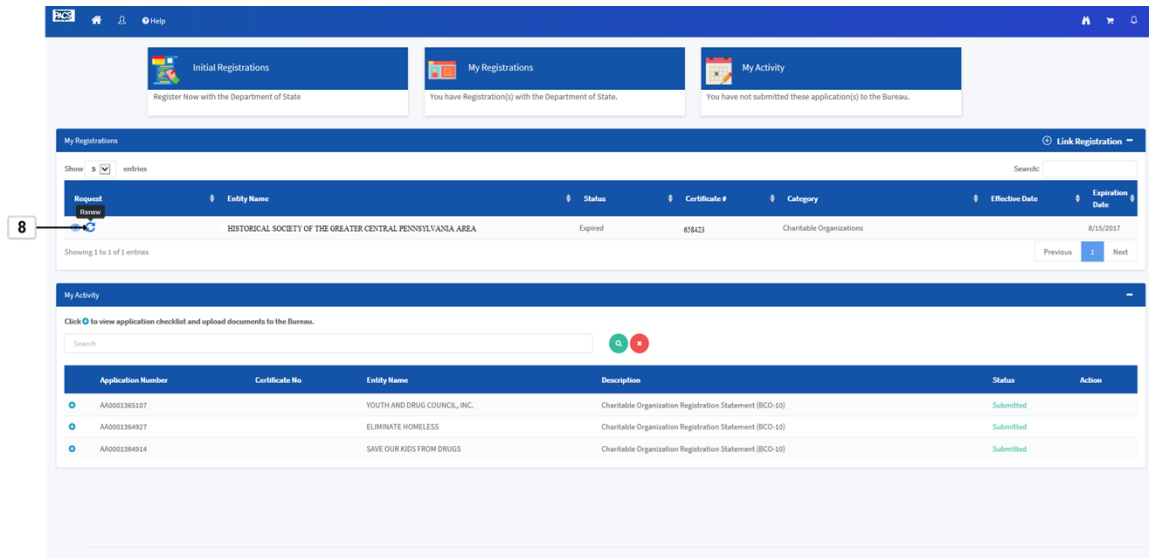 PACS Help
Initial Registrations
Register Now with the Department of State
My Registrations
You have Registration(s) with the Department of State.
My Activity
You have not submitted these application(s) to the Bureau.
My Registrations Link Registration
Show 5 entries Search:
Request Entity Name Status Certificate # Category Effective Date Expiration Date
Renew
8 HISTORICAL SOCIETY OF THE GREATER CENTRAL PENNSYLVANIA AREA Expired 658423 Charitable Organizations 8/15/2017
Showing 1 to 1 of 1 entries Previous 1 Next
My Activity
Click to view application checklist and upload documents to the Bureau.
Search
Application Number Certificate No Entity Name Description Status Action
AA0001365107 YOUTH AND DRUG COUNCIL, INC. Charitable Organization Registration Statement (BCO-10) Submitted
AA0001364927 ELIMINATE HOMELESS Charitable Organization Registration Statement (BCO-10) Submitted
AA0001364914 SAVE OUR KIDS FROM DRUGS Charitable Organization Registration Statement (BCO-10) Submitted